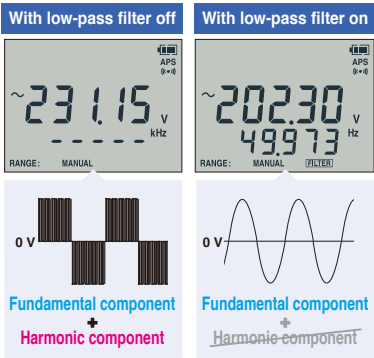 With low-pass filter off
APS
~231.15 V
----- kHz
RANGE: MANUAL
0 V
Fundamental component
+
Harmonic component
With low-pass filter on
APS
~202.30 V
49.973 Hz
RANGE: MANUAL FILTER
0 V
Fundamental component
+
Harmonic component